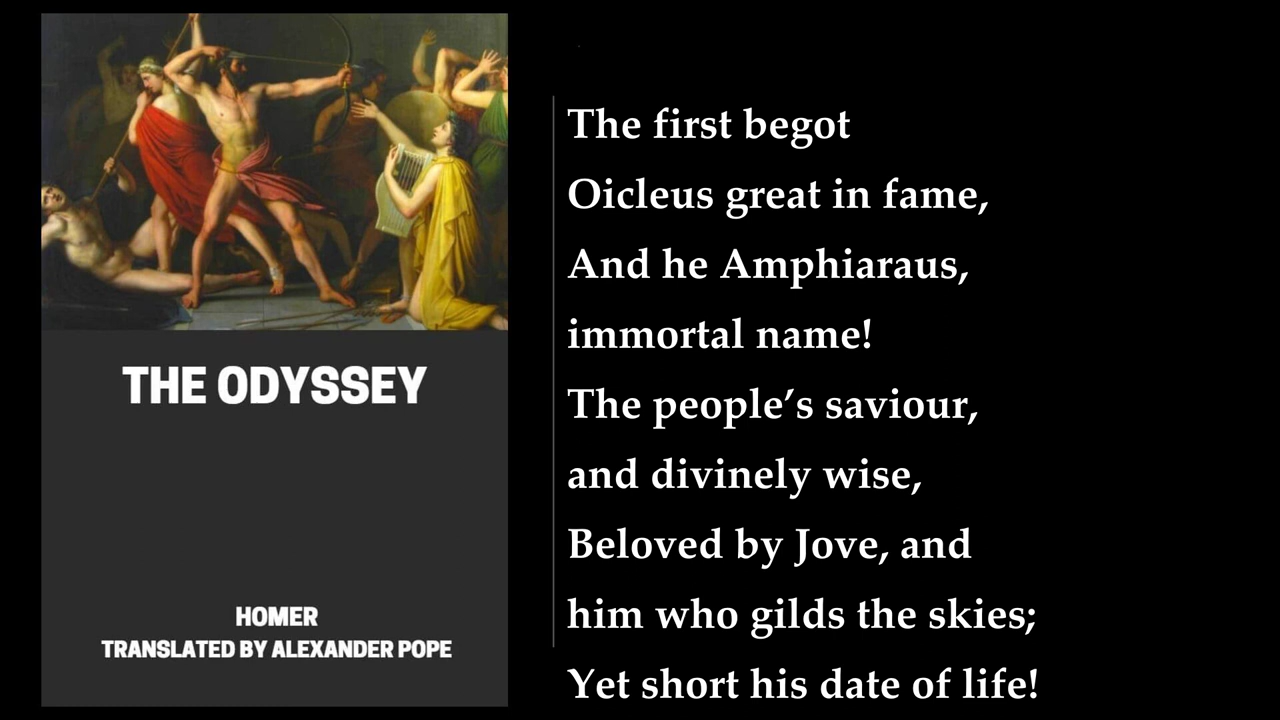 THE ODYSSEY
HOMER
TRANSLATED BY ALEXANDER POPE
The first begot
Oicleus great in fame,
And he Amphiaraus,
immortal name!
The people’s saviour,
and divinely wise,
Beloved by Jove, and
him who gilds the skies;
Yet short his date of life!